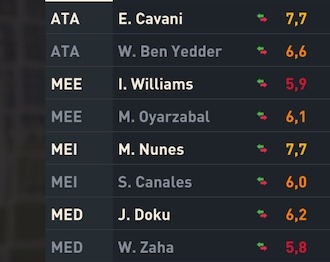 ATA E. Cavani 7,7
ATA W. Ben Yedder 6,6
MEE I. Williams 5,9
MEE M. Oyarzabal 6,1
MEI M. Nunes 7,7
MEI S. Canales 6,0
MED J. Doku 6,2
MED W. Zaha 5,8